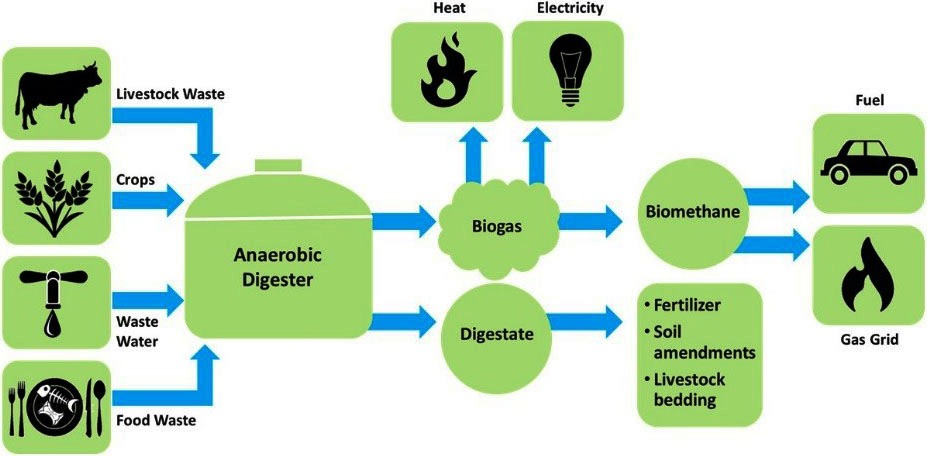 Heat
Electricity
Livestock Waste
Crops
Waste
Water
Food Waste
Anaerobic
Digester
Biogas
Digestate
Biomethane
• Fertilizer
• Soil
amendments
• Livestock
bedding
Fuel
Gas Grid